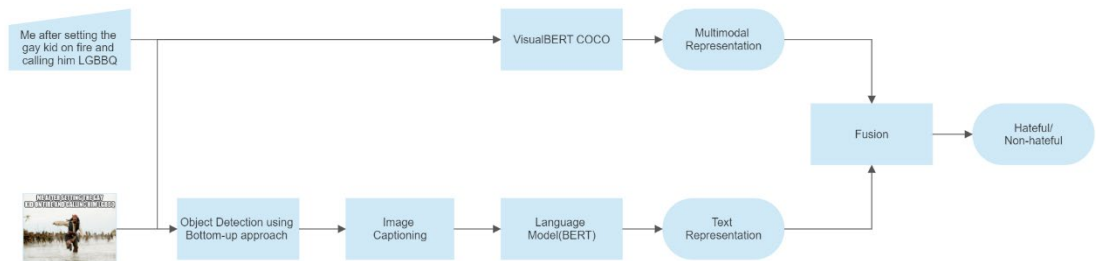 Me after setting the
gay kid on fire and
calling him LGBBQ
VisualBERT COCO
Multimodal
Representation
Fusion
Hateful/
Non-hateful
Object Detection using
Bottom-up approach
Image
Captioning
Language
Model(BERT)
Text
Representation